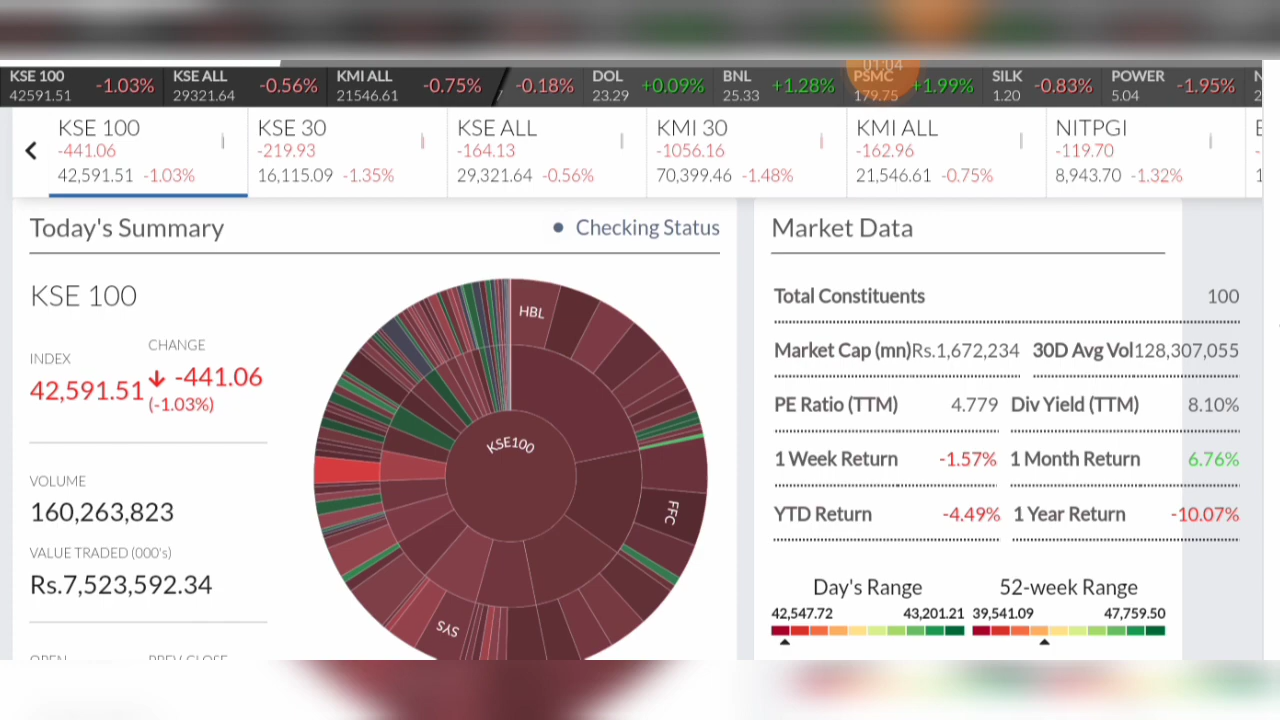 KSE 100 -1.03% KSE ALL -0.56% KMI ALL -0.75% -0.18% DOL +0.09% BNL +1.28% PSMC +1.99% SILK -0.83% POWER -1.95%
42591.51 29321.64 21546.61 23.29 25.33 179.75 1.20 5.04
01:04
KSE 100 KSE 30 KSE ALL KMI 30 KMI ALL NITPGI
-441.06 -219.93 -164.13 -1056.16 -162.96 -119.70
42,591.51 -1.03% 16,115.09 -1.35% 29,321.64 -0.56% 70,399.46 -1.48% 21,546.61 -0.75% 8,943.70 -1.32%
Today's Summary Checking Status
KSE 100
INDEX
42,591.51
CHANGE
-441.06
(-1.03%)
VOLUME
160,263,823
VALUE TRADED (000's)
Rs.7,523,592.34
OPEN PREV CLOSE
HBL
KSE100
FFC
SYS
Market Data
Total Constituents 100
Market Cap (mn) Rs.1,672,234 30D Avg Vol 128,307,055
PE Ratio (TTM) 4.779 Div Yield (TTM) 8.10%
1 Week Return -1.57% 1 Month Return 6.76%
YTD Return -4.49% 1 Year Return -10.07%
Day's Range 52-week Range
42,547.72 43,201.21 39,541.09 47,759.50